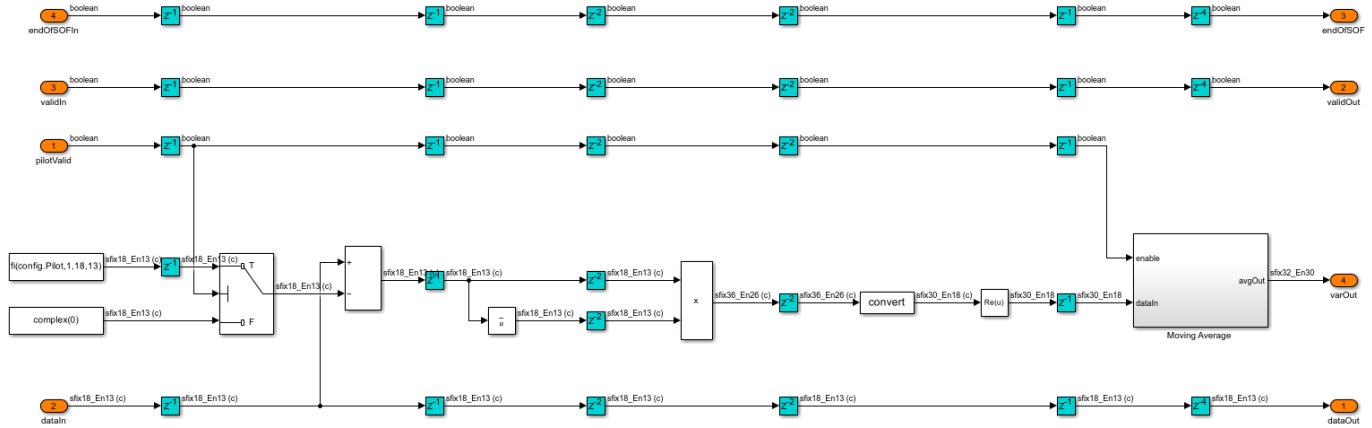 4 boolean Z⁻¹ boolean Z⁻¹ boolean Z⁻² boolean Z⁻² boolean Z⁻¹ boolean Z⁻⁴ boolean 3
endOfSOFIn endOfSOF
3 boolean Z⁻¹ boolean Z⁻¹ boolean Z⁻² boolean Z⁻² boolean Z⁻¹ boolean Z⁻⁴ boolean 2
validIn validOut
1 boolean Z⁻¹ boolean Z⁻¹ boolean Z⁻² boolean Z⁻² boolean Z⁻¹ boolean
pilotValid
fi(config.Pilot,1,18,13) sfix18_En13 (c) Z⁻¹ sfix18_En13 (c) T
enable
+ − sfix18_En13 (c) Z⁻¹ sfix18_En13 (c) Z⁻² sfix18_En13 (c)
sfix18_En13 (c)
avgOut sfix32_En30 4
varOut
x sfix36_En26 (c) Z⁻² sfix36_En26 (c) convert sfix30_En18 (c) Re(u) sfix30_En18 Z⁻¹ sfix30_En18 dataIn
complex(0) sfix18_En13 (c) F
u sfix18_En13 (c) Z⁻² sfix18_En13 (c)
Moving Average
2 sfix18_En13 (c) Z⁻¹ sfix18_En13 (c) Z⁻¹ sfix18_En13 (c) Z⁻² sfix18_En13 (c) Z⁻² sfix18_En13 (c) Z⁻¹ sfix18_En13 (c) Z⁻⁴ sfix18_En13 (c) 1
dataIn dataOut